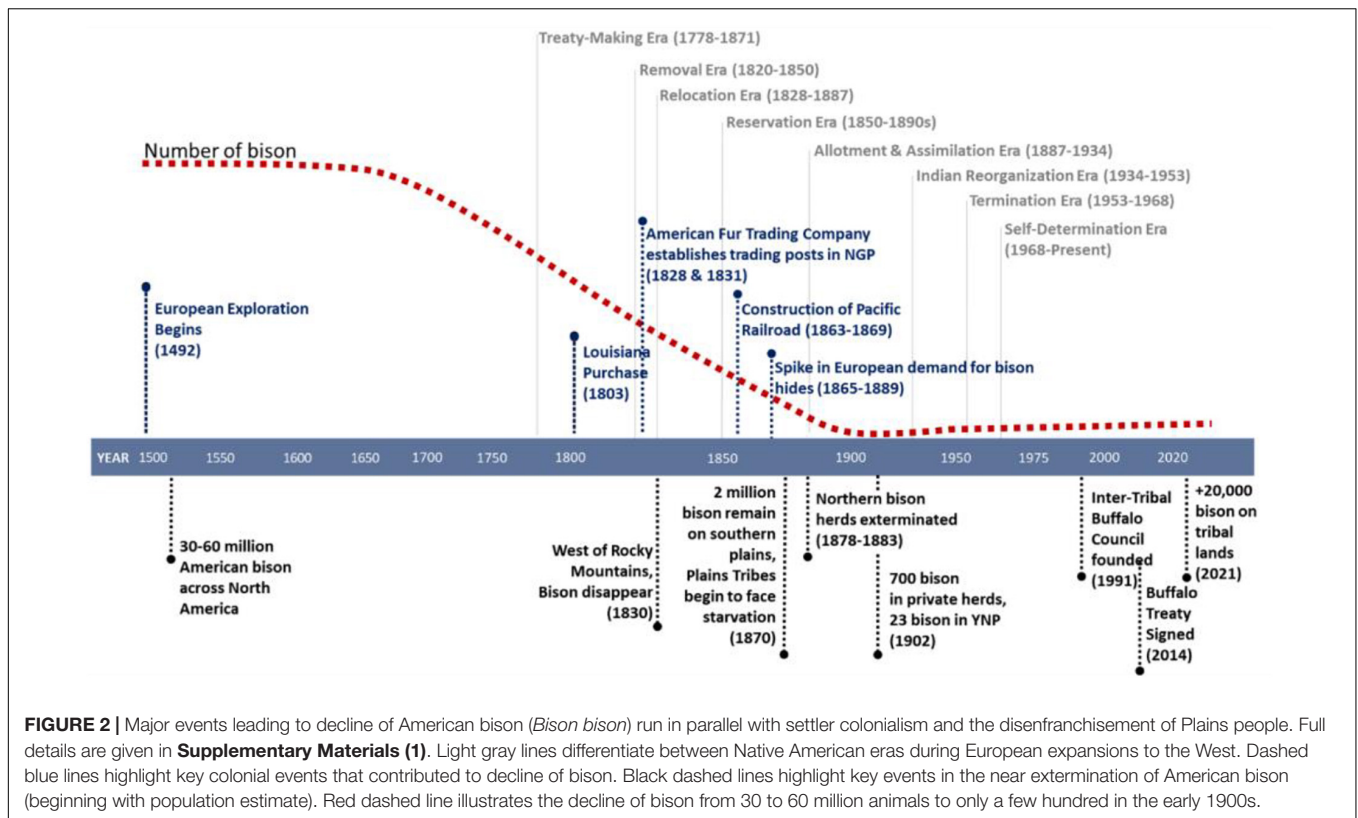 Treaty-Making Era (1778-1871)
Removal Era (1820-1850)
Relocation Era (1828-1887)
Reservation Era (1850-1890s)
Number of bison
Allotment & Assimilation Era (1887-1934)
Indian Reorganization Era (1934-1953)
Termination Era (1953-1968)
Self-Determination Era
(1968-Present)
American Fur Trading Company
establishes trading posts in NGP
(1828 & 1831)
European Exploration
Begins
(1492)
Construction of Pacific
Railroad (1863-1869)
Louisiana
Purchase
(1803)
Spike in European demand for bison
hides (1865-1889)
YEAR 1500 1550 1600 1650 1700 1750 1800 1850 1900 1950 1975 2000 2020
30-60 million
American bison
across North
America
West of Rocky
Mountains,
Bison disappear
(1830)
2 million
bison remain
on southern
plains,
Plains Tribes
begin to face
starvation
(1870)
Northern bison
herds exterminated
(1878-1883)
700 bison
in private herds,
23 bison in YNP
(1902)
Inter-Tribal
Buffalo
Council
founded
(1991)
Buffalo
Treaty
Signed
(2014)
+20,000
bison on
tribal
lands
(2021)
FIGURE 2 | Major events leading to decline of American bison (Bison bison) run in parallel with settler colonialism and the disenfranchisement of Plains people. Full
details are given in Supplementary Materials (1). Light gray lines differentiate between Native American eras during European expansions to the West. Dashed
blue lines highlight key colonial events that contributed to decline of bison. Black dashed lines highlight key events in the near extermination of American bison
(beginning with population estimate). Red dashed line illustrates the decline of bison from 30 to 60 million animals to only a few hundred in the early 1900s.